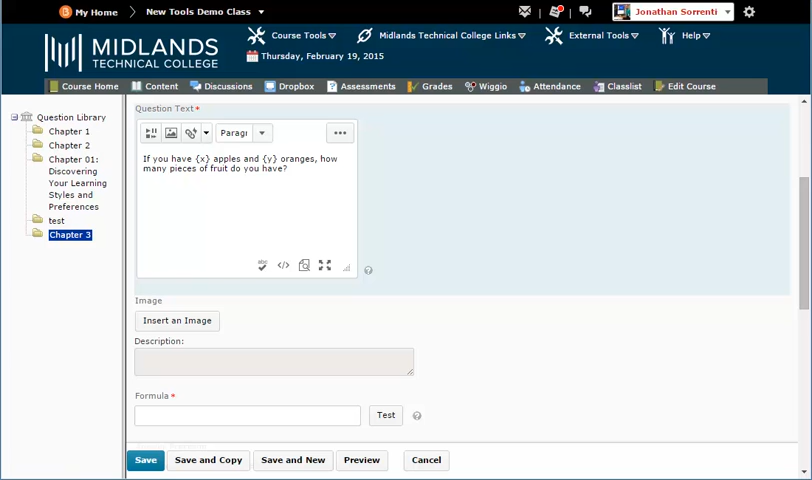 My Home
New Tools Demo Class
Jonathan Sorrenti
MIDLANDS
TECHNICAL COLLEGE
Course Tools
Midlands Technical College Links
External Tools
Help
Thursday, February 19, 2015
Course Home
Content
Discussions
Dropbox
Assessments
Grades
Wiggio
Attendance
Classlist
Edit Course
Question Library
Chapter 1
Chapter 2
Chapter 01:
Discovering
Your Learning
Styles and
Preferences
test
Chapter 3
Question Text *
Paragı
If you have {x} apples and {y} oranges, how
many pieces of fruit do you have?
abc
Image
Insert an Image
Description:
Formula *
Test
Save
Save and Copy
Save and New
Preview
Cancel